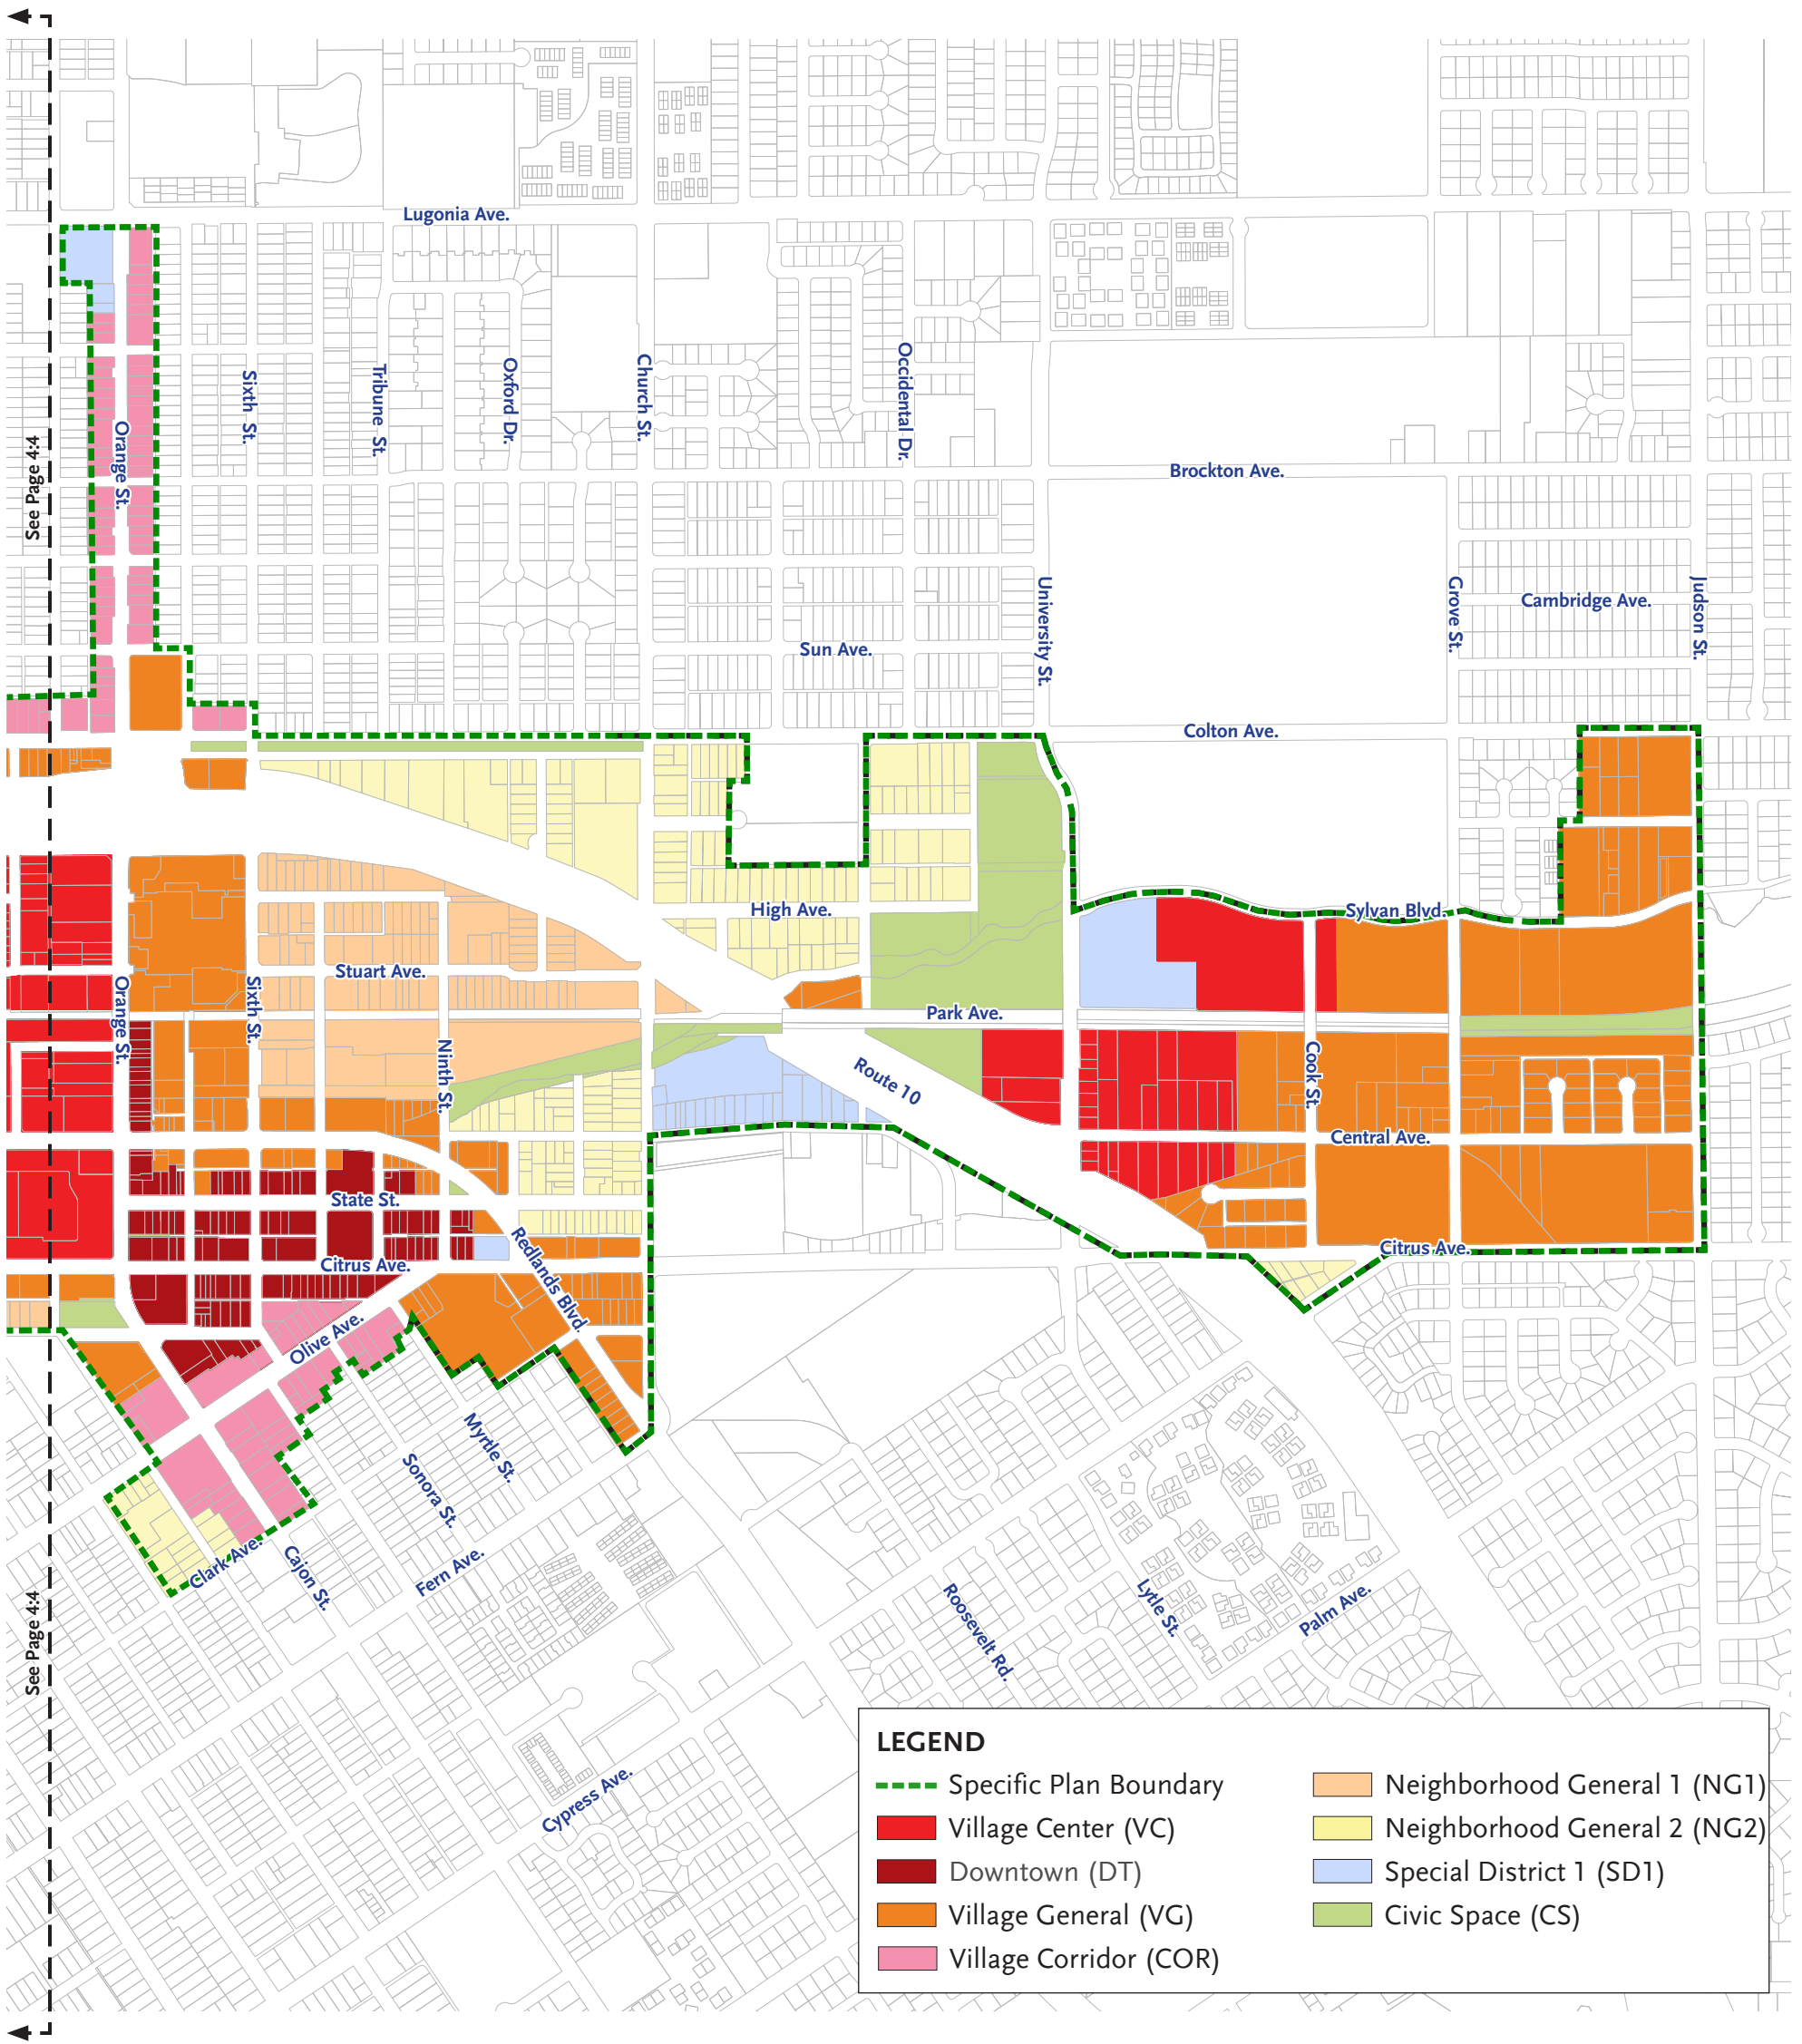 Lugonia Ave.
Sixth St.
Tribune St.
Oxford Dr.
Church St.
Occidental Dr.
Orange St.
See Page 4:4
Brockton Ave.
University St.
Grove St.
Cambridge Ave.
Judson St.
Sun Ave.
Colton Ave.
High Ave.
Sylvan Blvd.
Stuart Ave.
Orange St.
Sixth St.
Park Ave.
Ninth St.
Route 10
Cook St.
Central Ave.
State St.
Redlands Blvd.
Citrus Ave.
Citrus Ave.
Olive Ave.
Myrtle St.
Sonora St.
Clark Ave.
Cajon St.
Fern Ave.
Roosevelt Rd.
Lytle St.
Palm Ave.
See Page 4:4
Cypress Ave.
LEGEND
Specific Plan Boundary
Village Center (VC)
Downtown (DT)
Village General (VG)
Village Corridor (COR)
Neighborhood General 1 (NG1)
Neighborhood General 2 (NG2)
Special District 1 (SD1)
Civic Space (CS)